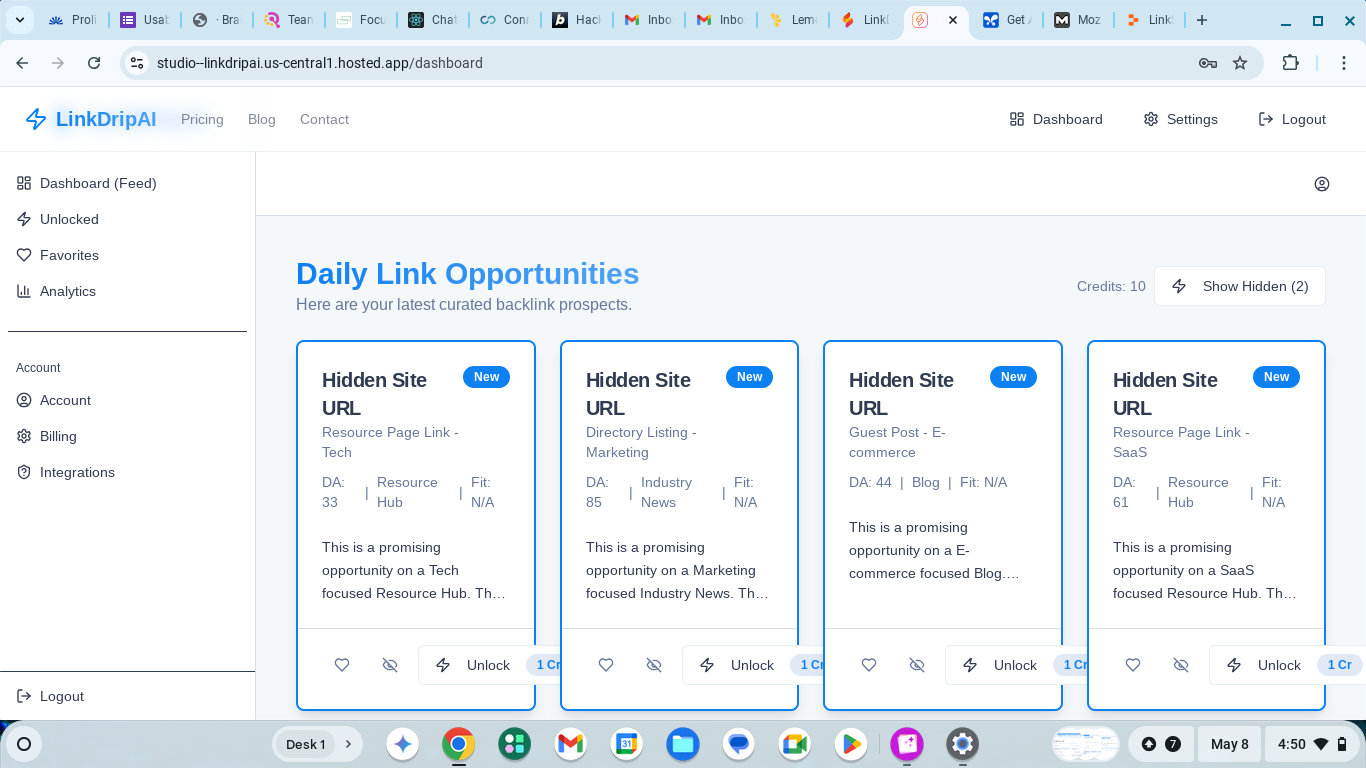 Proli
Usab
· Bra
Team
Focu
Chat
Conn
Hack
Inbo
Inbo
Lem
LinkD
Get A
Moz
Link
studio--linkdripai.us-central1.hosted.app/dashboard
LinkDripAI
Pricing
Blog
Contact
Dashboard
Settings
Logout
Dashboard (Feed)
Unlocked
Favorites
Analytics
Account
Account
Billing
Integrations
Logout
Daily Link Opportunities
Here are your latest curated backlink prospects.
Credits: 10
Show Hidden (2)
Hidden Site
URL
New
Resource Page Link -
Tech
DA:
33
|
Resource
Hub
|
Fit:
N/A
This is a promising
opportunity on a Tech
focused Resource Hub. Th…
Unlock
1 Cr
Hidden Site
URL
New
Directory Listing -
Marketing
DA:
85
|
Industry
News
|
Fit:
N/A
This is a promising
opportunity on a Marketing
focused Industry News. Th…
Unlock
1 Cr
Hidden Site
URL
New
Guest Post - E-
commerce
DA: 44 | Blog | Fit: N/A
This is a promising
opportunity on a E-
commerce focused Blog.…
Unlock
1 Cr
Hidden Site
URL
New
Resource Page Link -
SaaS
DA:
61
|
Resource
Hub
|
Fit:
N/A
This is a promising
opportunity on a SaaS
focused Resource Hub. Th…
Unlock
1 Cr
Desk 1
31
7
May 8
4:50